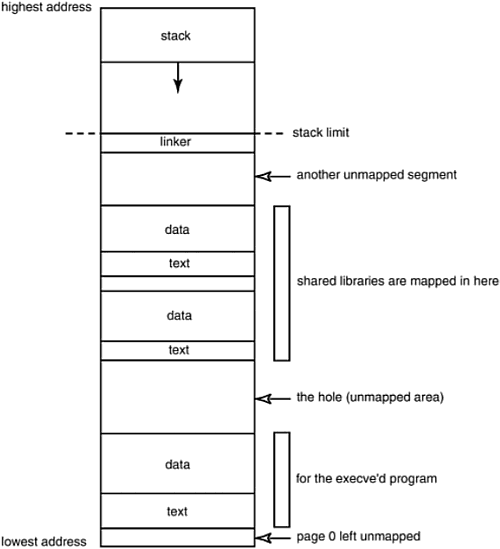 highest address
stack
stack limit
linker
another unmapped segment
data
text
shared libraries are mapped in here
data
text
the hole (unmapped area)
data
for the execve'd program
text
page 0 left unmapped
lowest address